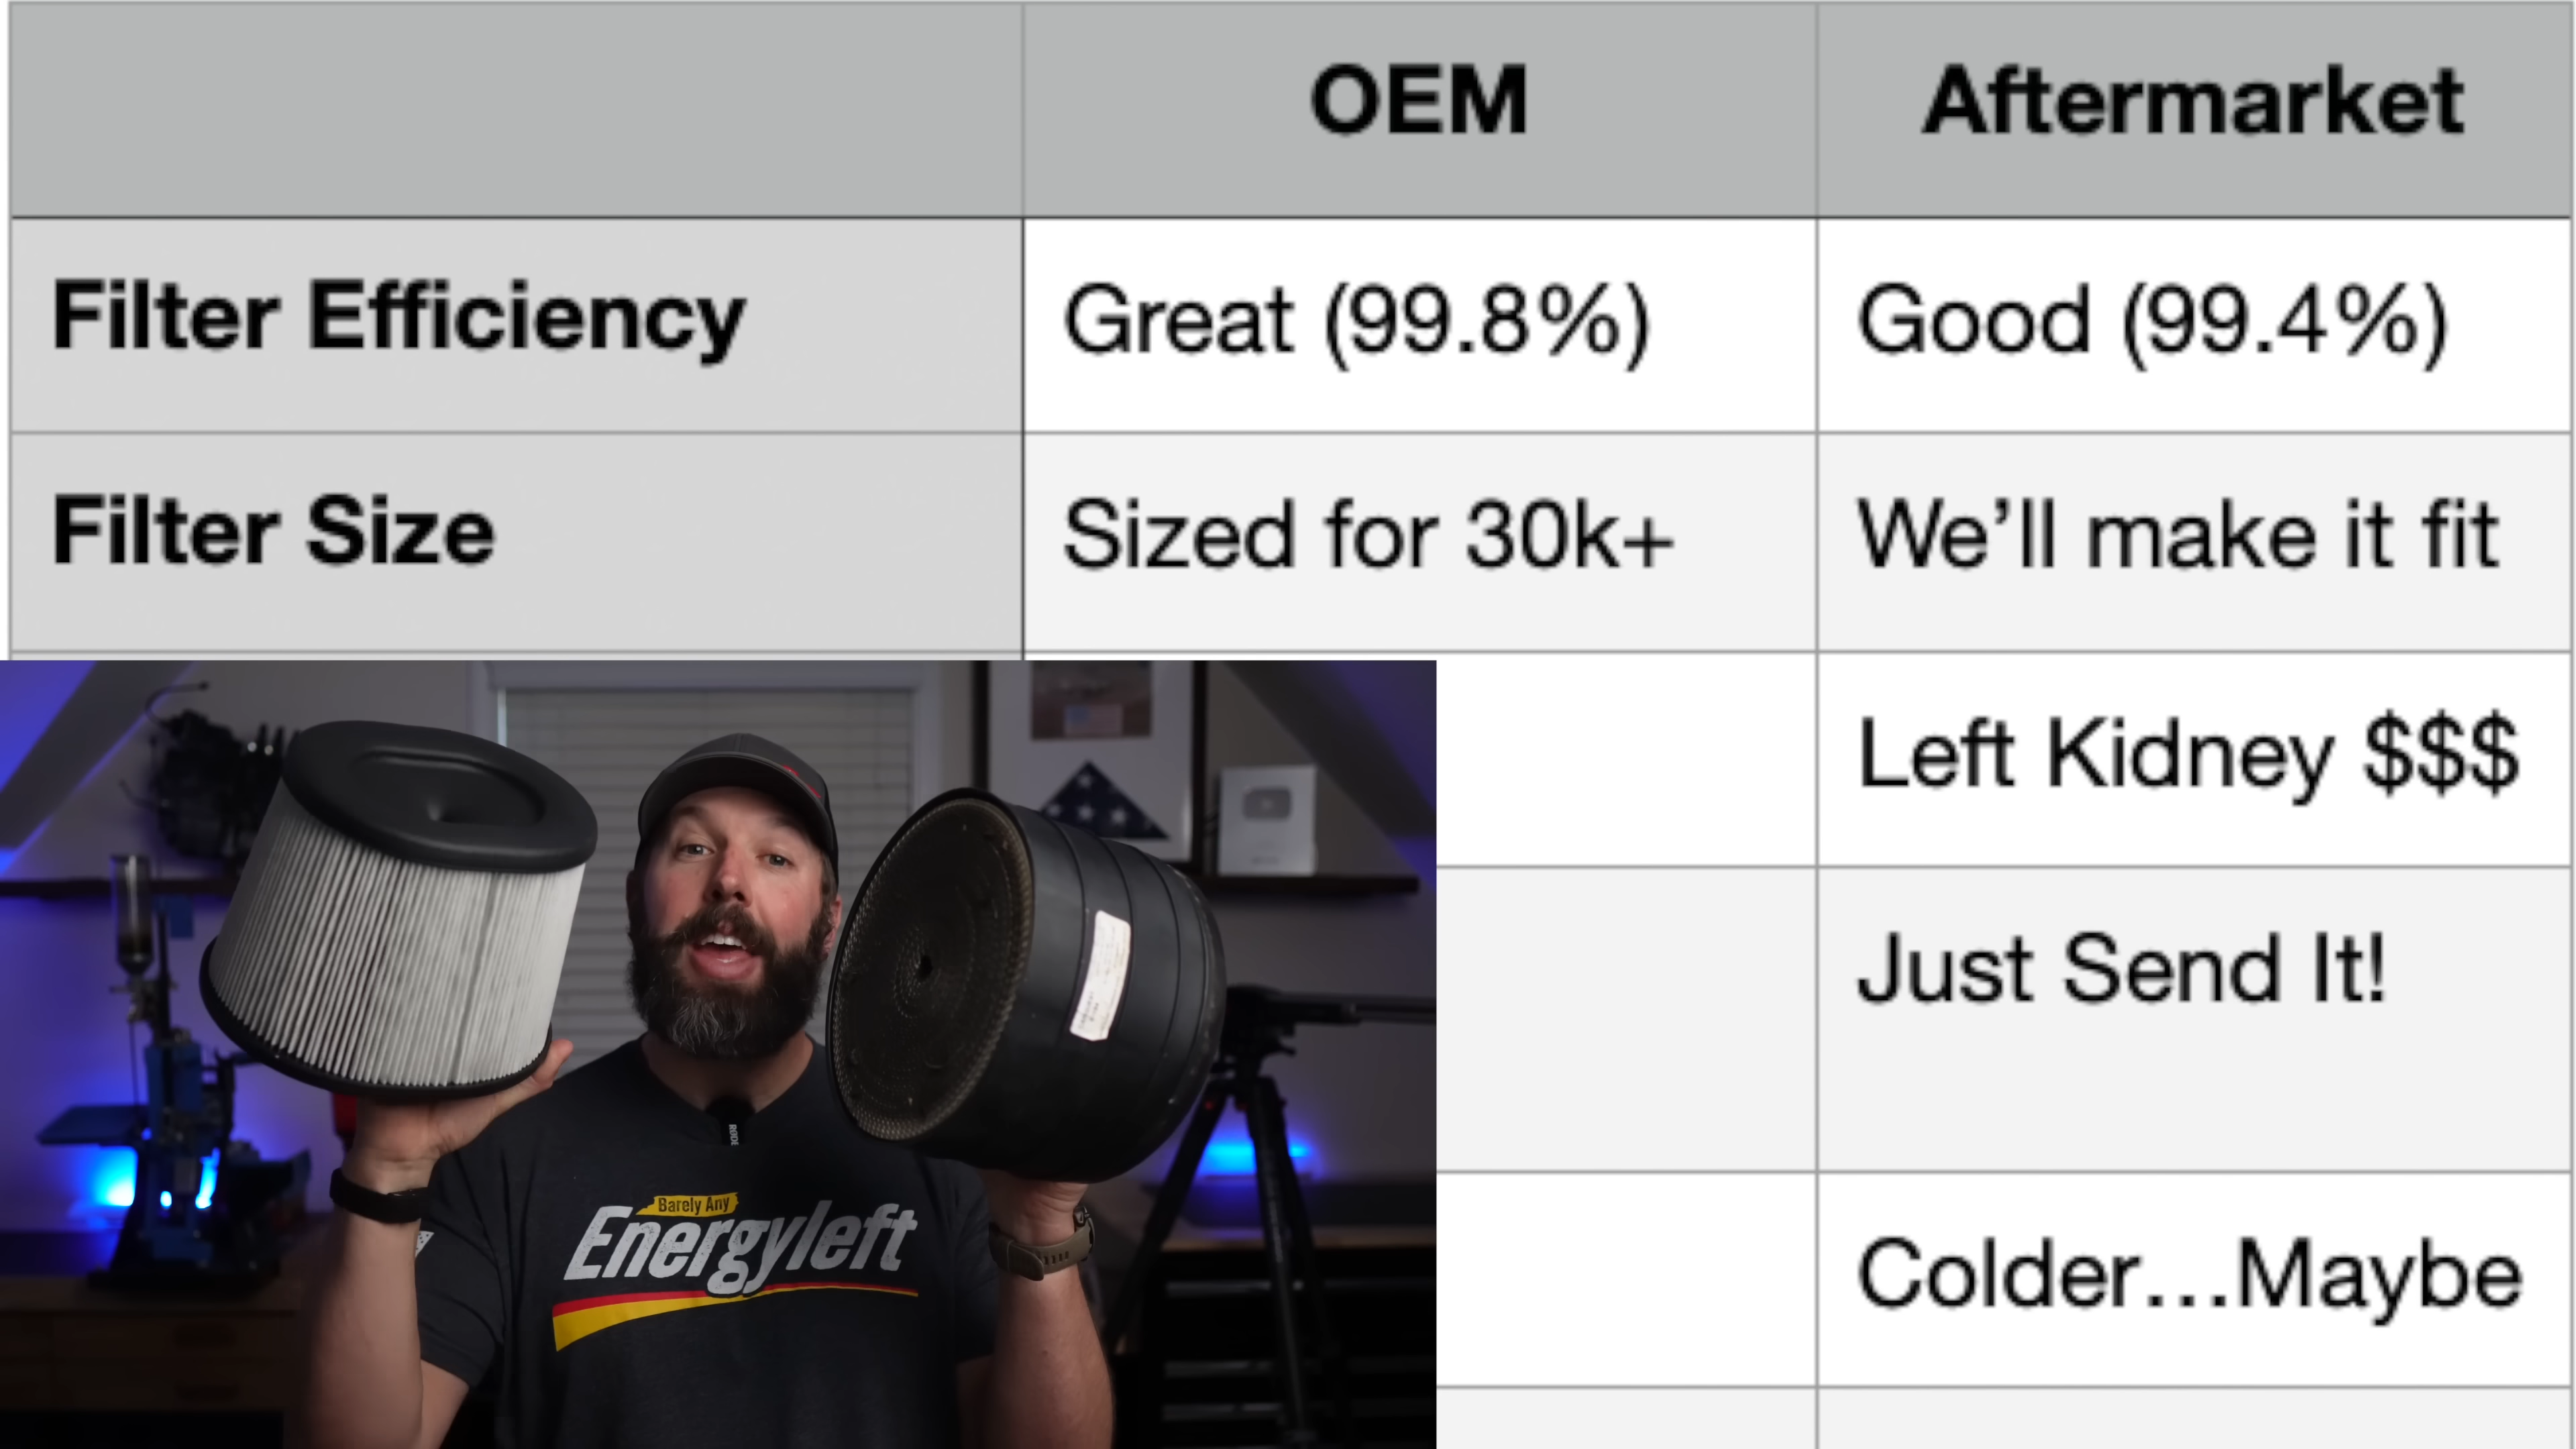 OEM
Aftermarket
Filter Efficiency
Great (99.8%)
Good (99.4%)
Filter Size
Sized for 30k+
We’ll make it fit
Left Kidney $$$
Just Send It!
Colder...Maybe
Barely Any
Energyleft
RODE